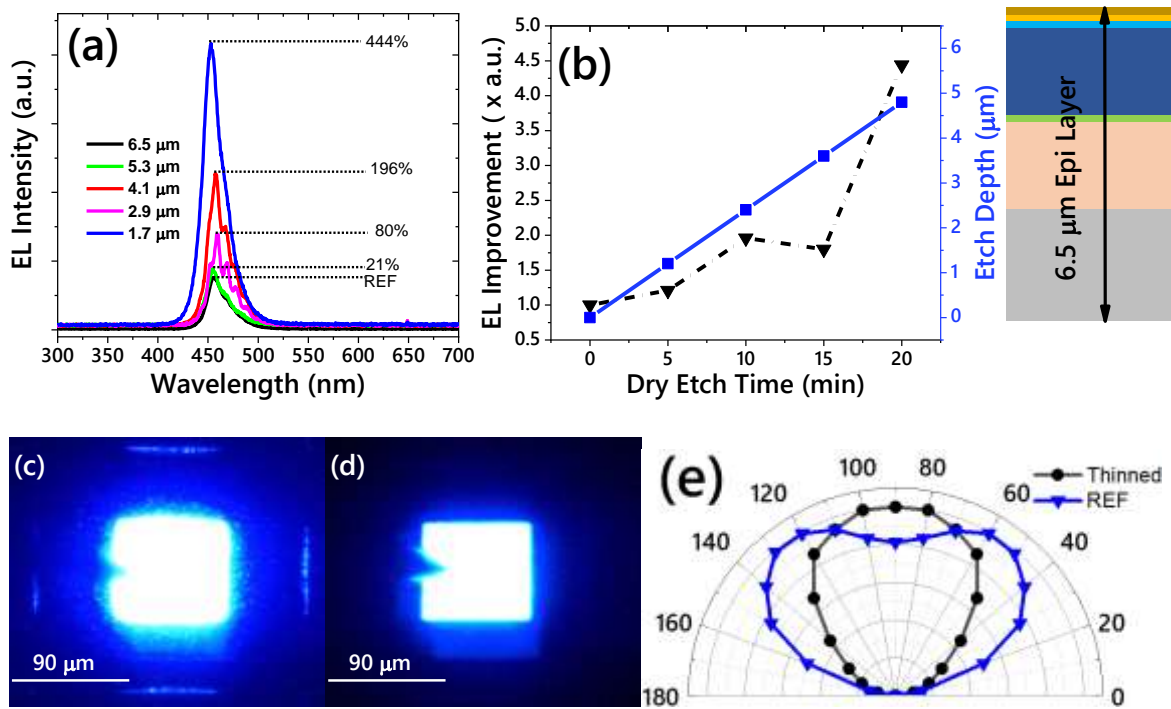 (a)
EL Intensity (a.u.)
444%
196%
80%
21%
REF
6.5 μm
5.3 μm
4.1 μm
2.9 μm
1.7 μm
300 350 400 450 500 550 600 650 700
Wavelength (nm)
(b)
EL Improvement ( x a.u.)
5.0
4.5
4.0
3.5
3.0
2.5
2.0
1.5
1.0
0.5
0 5 10 15 20
Dry Etch Time (min)
6
5
4
3
2
1
0
Etch Depth (μm)
6.5 μm Epi Layer
(c)
90 μm
(d)
90 μm
(e)
Thinned
REF
100 80
120 60
140 40
160 20
180 0